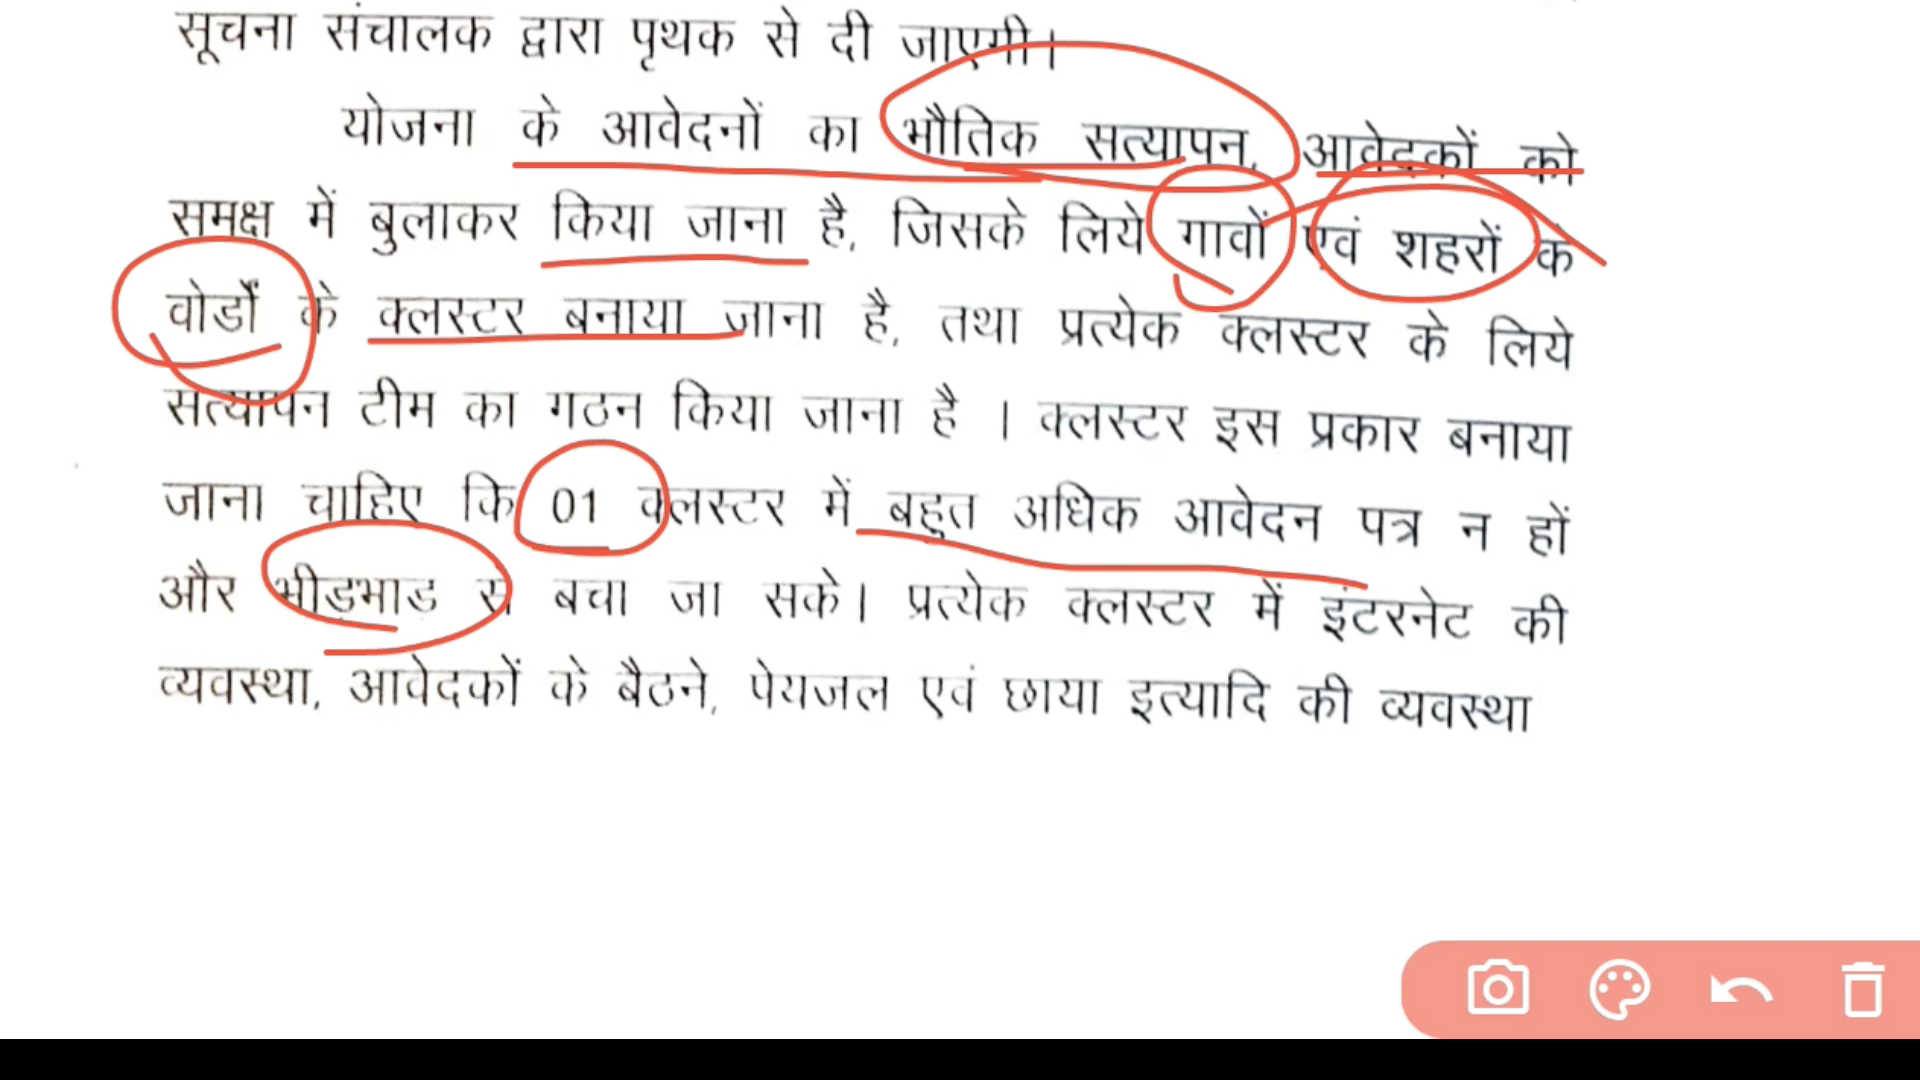 सूचना संचालक द्वारा पृथक से दी जाएगी।
योजना के आवेदनों का भौतिक सत्यापन, आवेदकों को
समक्ष में बुलाकर किया जाना है, जिसके लिये गावों एवं शहरों के
वोर्डों के क्लस्टर बनाया जाना है, तथा प्रत्येक क्लस्टर के लिये
सत्यापन टीम का गठन किया जाना है । क्लस्टर इस प्रकार बनाया
जाना चाहिए कि 01 क्लस्टर में बहुत अधिक आवेदन पत्र न हों
और भीड़भाड़ से बचा जा सके। प्रत्येक क्लस्टर में इंटरनेट की
व्यवस्था, आवेदकों के बैठने, पेयजल एवं छाया इत्यादि की व्यवस्था